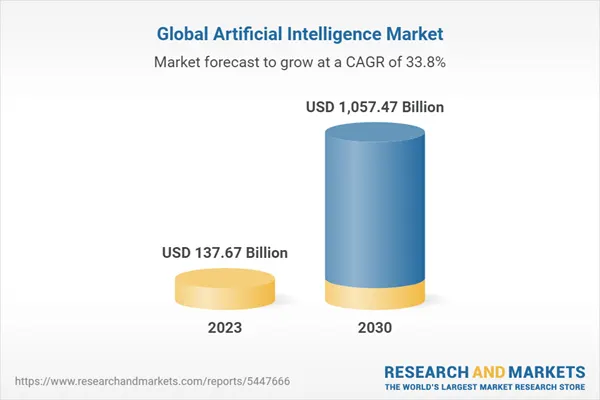 Global Artificial Intelligence Market
Market forecast to grow at a CAGR of 33.8%
USD 1,057.47 Billion
USD 137.67 Billion
2023
2030
https://www.researchandmarkets.com/reports/5447666
RESEARCH AND MARKETS
THE WORLD'S LARGEST MARKET RESEARCH STORE